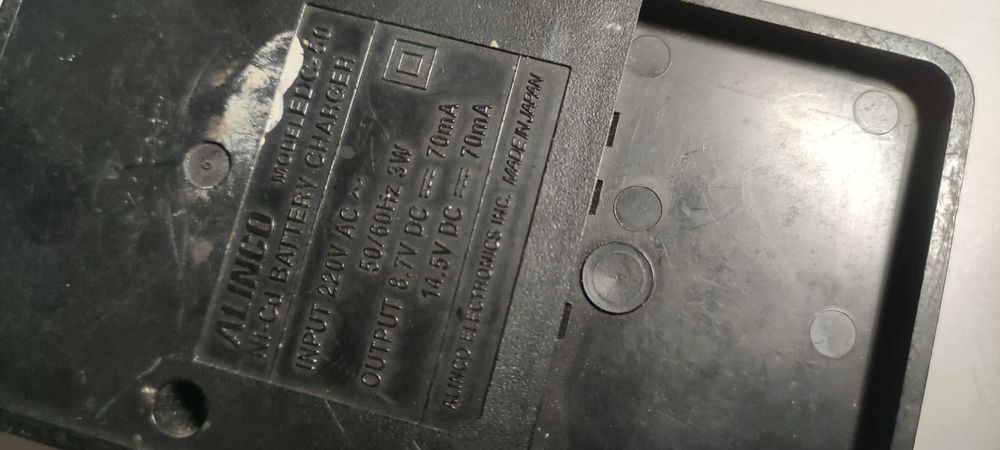 ALINCO MODEL EDC-50
Ni-Cd BATTERY CHARGER
INPUT 220V AC ~
50/60Hz 3W
OUTPUT 8.7V DC ⎓ 70mA
14.5V DC ⎓ 70mA
ALINCO ELECTRONICS INC. MADE IN JAPAN